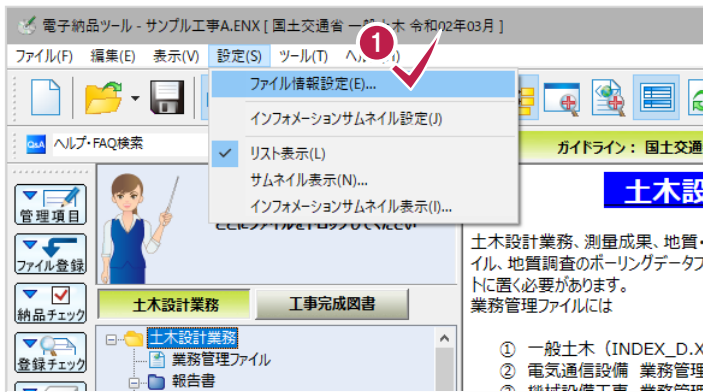 電子納品ツール - サンプル工事A.ENX [ 国土交通省 一般土木 令和02年03月 ]
ファイル(F) 編集(E) 表示(V) 設定(S) ツール(T)
1
ファイル情報設定(E)...
インフォメーションサムネイル設定(J)
リスト表示(L)
サムネイル表示(N)...
インフォメーションサムネイル表示(I)...
Q&A ヘルプ・FAQ検索
ガイドライン : 国土交通
管理項目
ファイル登録
納品チェック
登録チェック
ここにファイルをドロップしてください
土木設計業務 工事完成図書
土木設計業務
業務管理ファイル
報告書
土木設
土木設計業務、測量成果、地質・
イル、地質調査のボーリングデータフ
トに置く必要があります。
業務管理ファイルには
① 一般土木（INDEX_D.X
② 電気通信設備 業務管理
③ 機械設備工事 業務管理